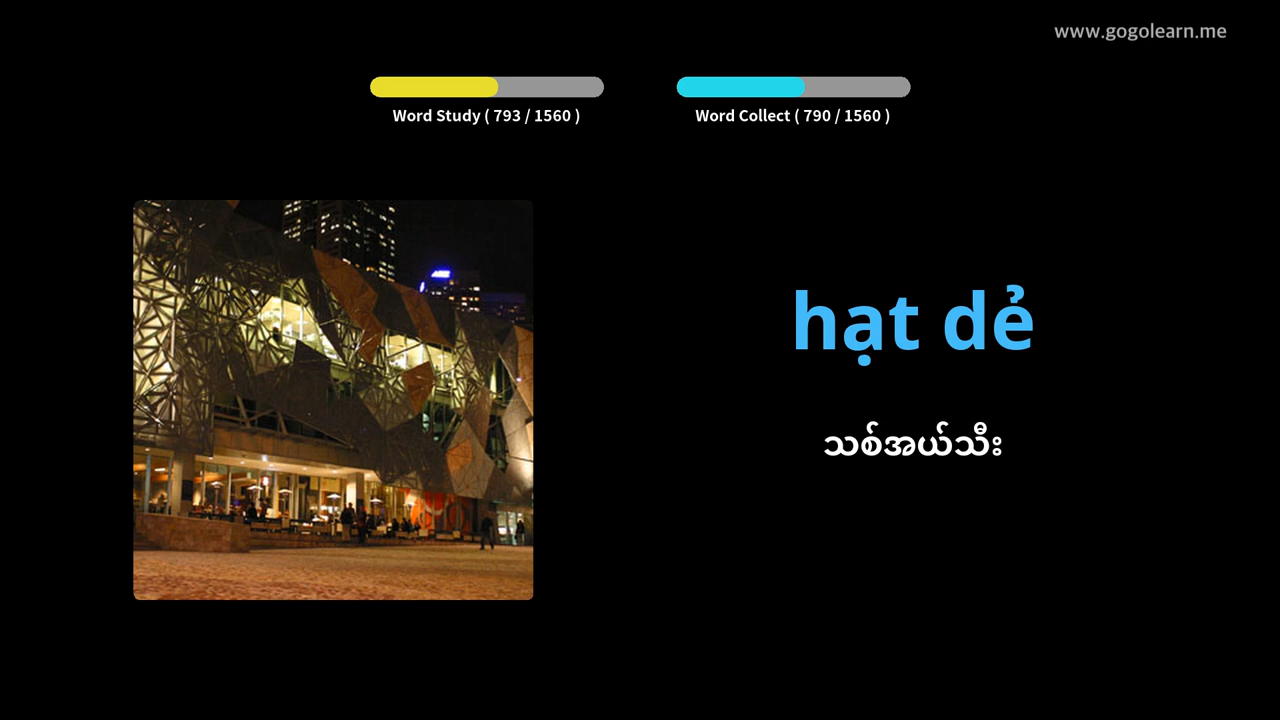 www.gogolearn.me
Word Study ( 793 / 1560 )
Word Collect ( 790 / 1560 )
hạt dẻ
သစ်အယ်သီး